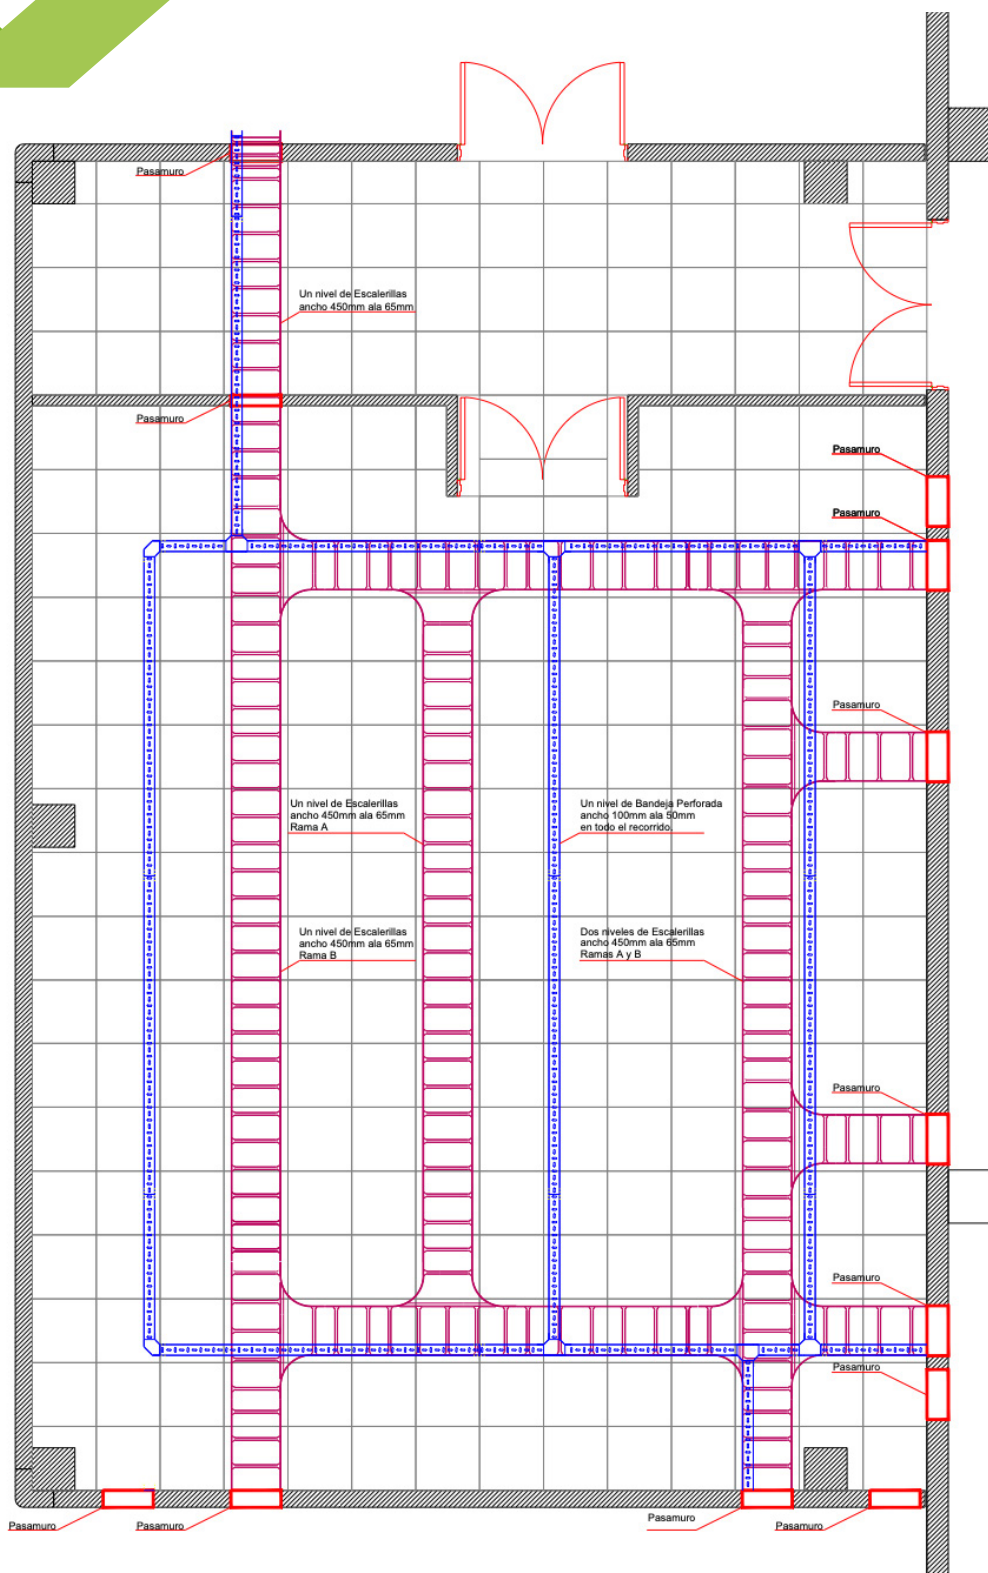 Pasamuro
Un nivel de Escalerillas
ancho 450mm ala 65mm
Pasamuro
Pasamuro
Pasamuro
Pasamuro
Un nivel de Escalerillas
ancho 450mm ala 65mm
Rama A
Un nivel de Bandeja Perforada
ancho 100mm ala 50mm
en todo el recorrido.
Un nivel de Escalerillas
ancho 450mm ala 65mm
Rama B
Dos niveles de Escalerillas
ancho 450mm ala 65mm
Ramas A y B
Pasamuro
Pasamuro
Pasamuro
Pasamuro
Pasamuro
Pasamuro
Pasamuro